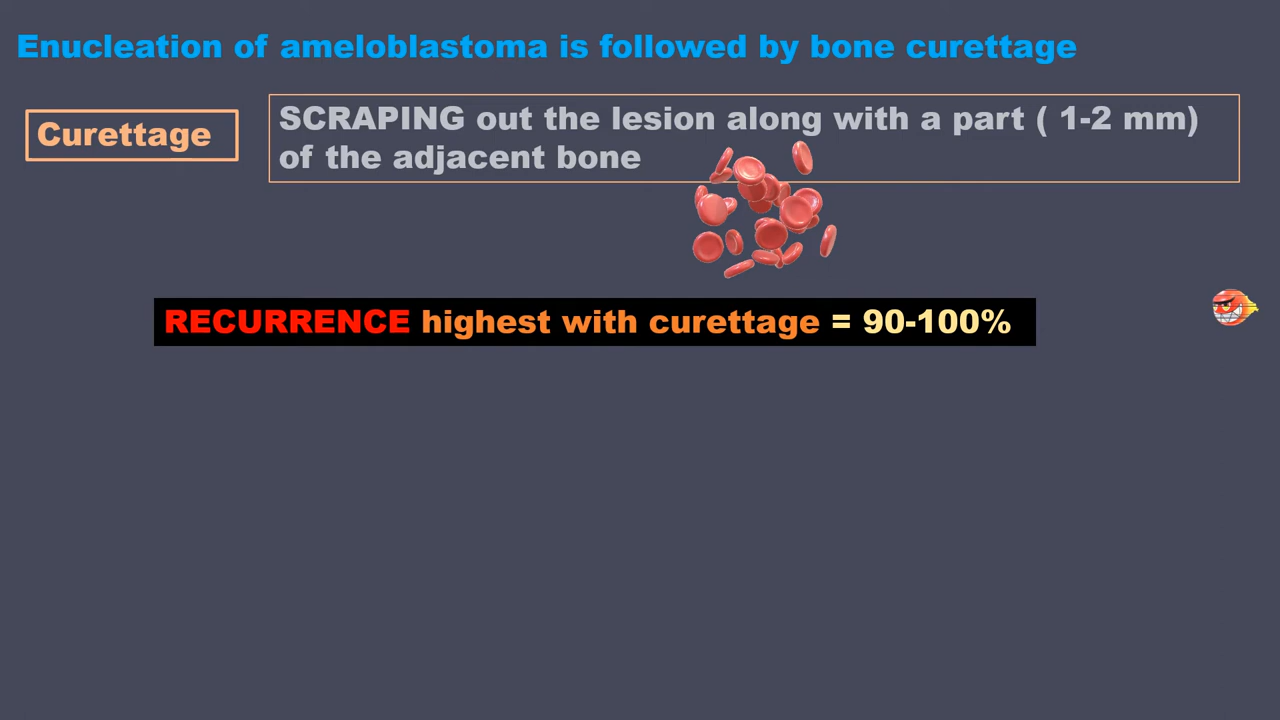 Enucleation of ameloblastoma is followed by bone curettage
Curettage
SCRAPING out the lesion along with a part ( 1-2 mm)
of the adjacent bone
RECURRENCE highest with curettage = 90-100%